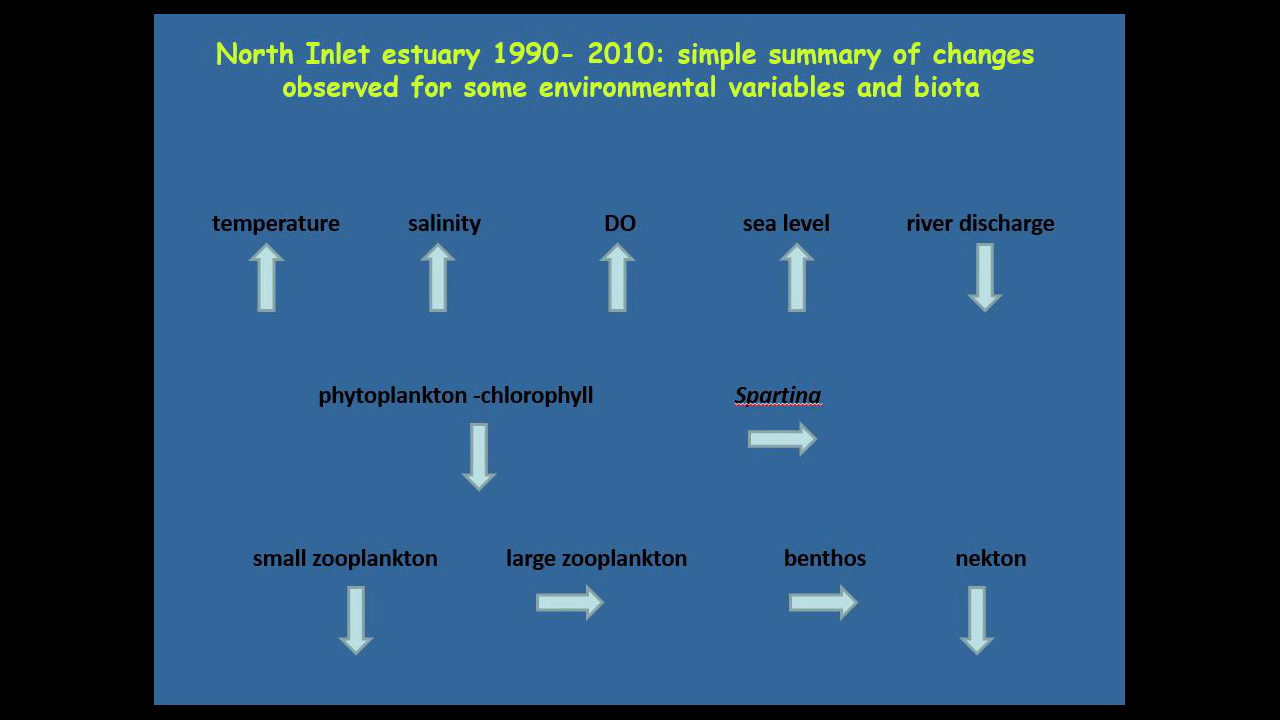 North Inlet estuary 1990- 2010: simple summary of changes
observed for some environmental variables and biota
temperature salinity DO sea level river discharge
phytoplankton -chlorophyll Spartina
small zooplankton large zooplankton benthos nekton